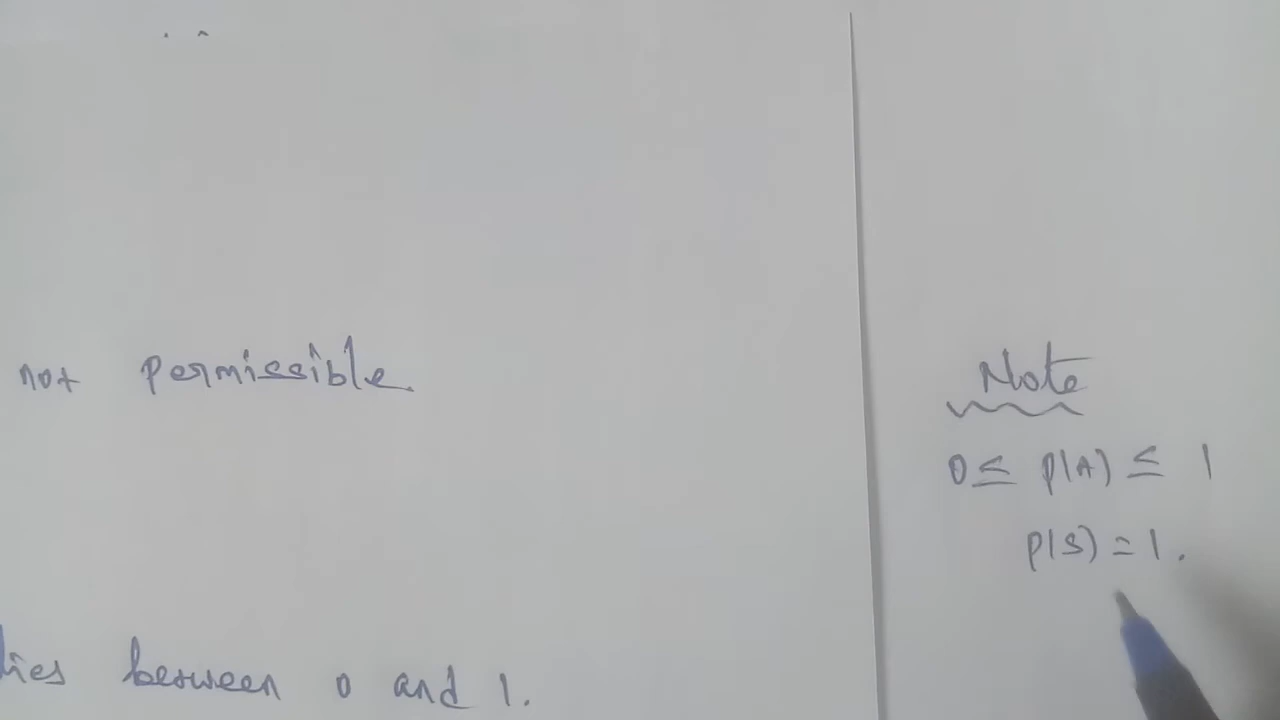 not permissible.
Note
0 ≤ P(A) ≤ 1
P(S) = 1.
lies between 0 and 1.